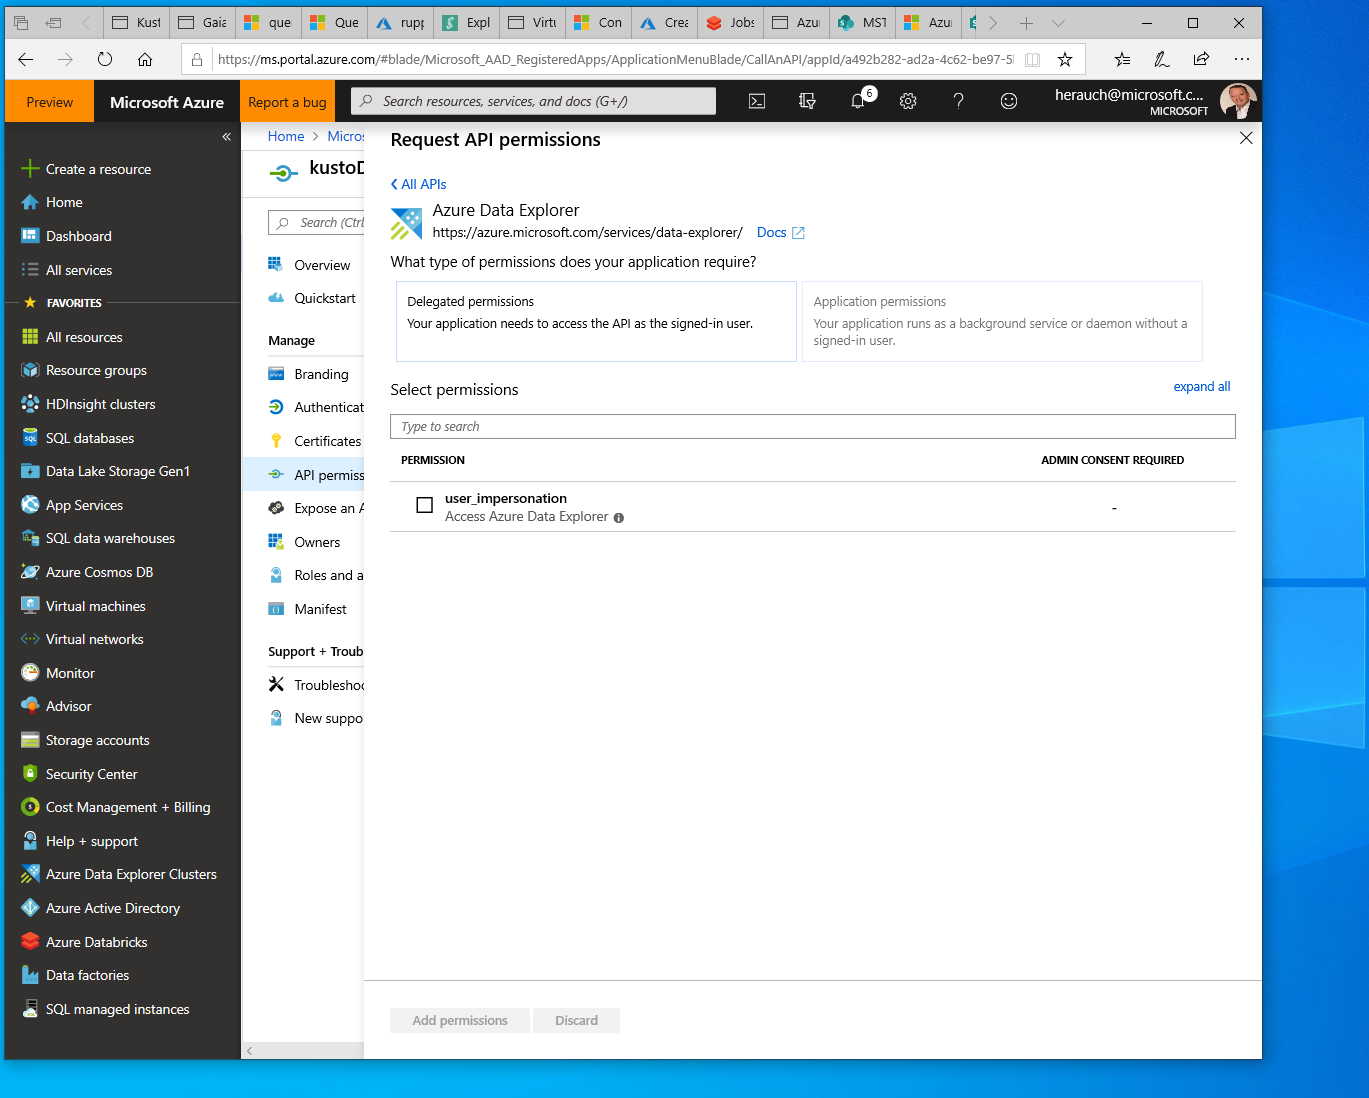 Kust
Gaia
que
Que
rupp
Expl
Virtu
Con
Crea
Jobs
Azu
MST
Azu
https://ms.portal.azure.com/#blade/Microsoft_AAD_RegisteredApps/ApplicationMenuBlade/CallAnAPI/appId/a492b282-ad2a-4c62-be97-5
Preview
Microsoft Azure
Report a bug
Search resources, services, and docs (G+/)
6
herauch@microsoft.c...
MICROSOFT
Create a resource
Home
Dashboard
All services
FAVORITES
All resources
Resource groups
HDInsight clusters
SQL databases
Data Lake Storage Gen1
App Services
SQL data warehouses
Azure Cosmos DB
Virtual machines
Virtual networks
Monitor
Advisor
Storage accounts
Security Center
Cost Management + Billing
Help + support
Azure Data Explorer Clusters
Azure Active Directory
Azure Databricks
Data factories
SQL managed instances
Home > Micros
kustoD
Search (Ctrl
Overview
Quickstart
Manage
Branding
Authenticat
Certificates
API permiss
Expose an A
Owners
Roles and a
Manifest
Support + Troub
Troubleshoo
New suppo
Request API permissions
All APIs
Azure Data Explorer
https://azure.microsoft.com/services/data-explorer/ Docs
What type of permissions does your application require?
Delegated permissions
Your application needs to access the API as the signed-in user.
Application permissions
Your application runs as a background service or daemon without a
signed-in user.
Select permissions
expand all
Type to search
PERMISSION
ADMIN CONSENT REQUIRED
user_impersonation
Access Azure Data Explorer
-
Add permissions
Discard